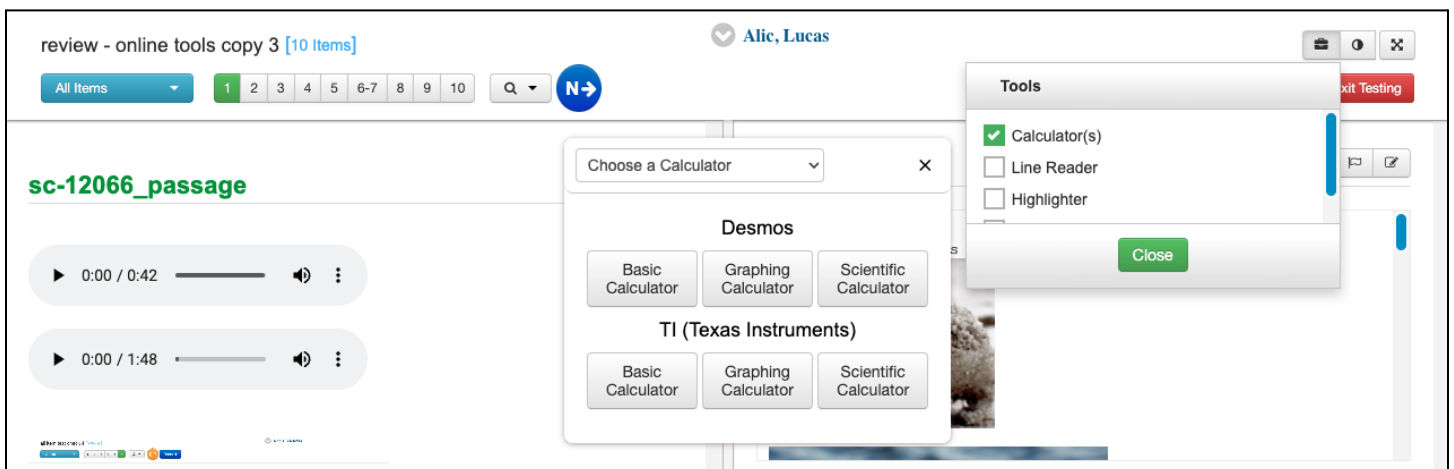 review - online tools copy 3 [10 Items]
Alic, Lucas
All Items
1 2 3 4 5 6-7 8 9 10
N
xit Testing
Tools
Calculator(s)
Line Reader
Highlighter
Close
Choose a Calculator
Desmos
Basic
Calculator
Graphing
Calculator
Scientific
Calculator
TI (Texas Instruments)
Basic
Calculator
Graphing
Calculator
Scientific
Calculator
sc-12066_passage
0:00 / 0:42
0:00 / 1:48
s